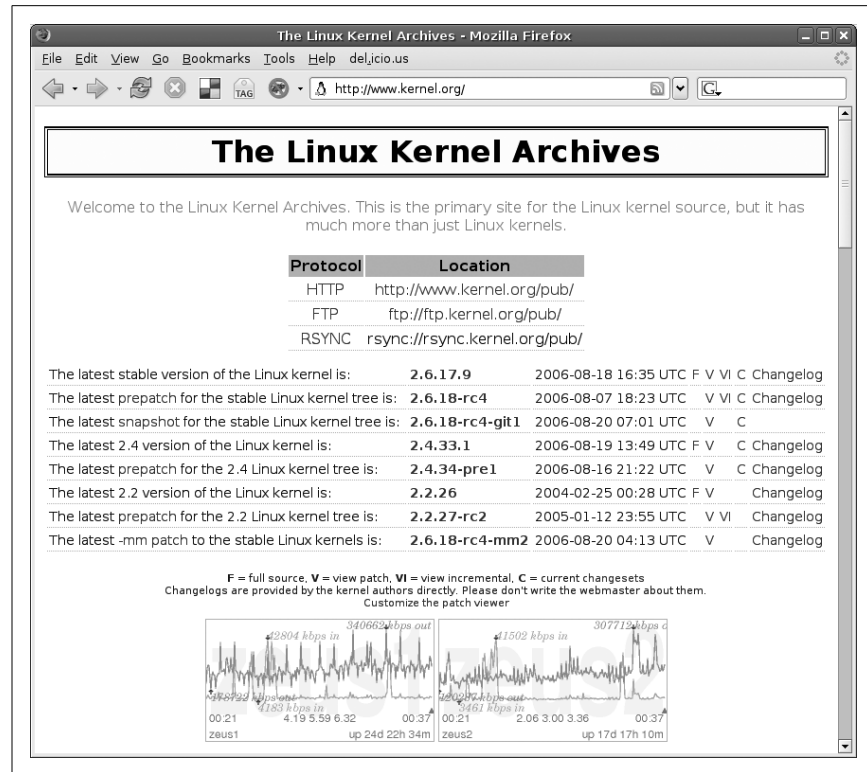 The Linux Kernel Archives - Mozilla Firefox
File Edit View Go Bookmarks Tools Help del.icio.us
TAG http://www.kernel.org/ G
The Linux Kernel Archives
Welcome to the Linux Kernel Archives. This is the primary site for the Linux kernel source, but it has
much more than just Linux kernels.
Protocol Location
HTTP http://www.kernel.org/pub/
FTP ftp://ftp.kernel.org/pub/
RSYNC rsync://rsync.kernel.org/pub/
The latest stable version of the Linux kernel is: 2.6.17.9 2006-08-18 16:35 UTC F V VI C Changelog
The latest prepatch for the stable Linux kernel tree is: 2.6.18-rc4 2006-08-07 18:23 UTC V VI C Changelog
The latest snapshot for the stable Linux kernel tree is: 2.6.18-rc4-git1 2006-08-20 07:01 UTC V C
The latest 2.4 version of the Linux kernel is: 2.4.33.1 2006-08-19 13:49 UTC F V C Changelog
The latest prepatch for the 2.4 Linux kernel tree is: 2.4.34-pre1 2006-08-16 21:22 UTC V C Changelog
The latest 2.2 version of the Linux kernel is: 2.2.26 2004-02-25 00:28 UTC F V Changelog
The latest prepatch for the 2.2 Linux kernel tree is: 2.2.27-rc2 2005-01-12 23:55 UTC V VI Changelog
The latest -mm patch to the stable Linux kernels is: 2.6.18-rc4-mm2 2006-08-20 04:13 UTC V Changelog
F = full source, V = view patch, VI = view incremental, C = current changesets
Changelogs are provided by the kernel authors directly. Please don't write the webmaster about them.
Customize the patch viewer
340662 kbps out 307712 kbps o
42804 kbps in 41502 kbps in
zeus1 zeus2
kbps out kbps out
4183 kbps in 3461 kbps in
00:21 4.19 5.59 6.32 00:37 00:21 2.06 3.00 3.36 00:37
zeus1 up 24d 22h 34m zeus2 up 17d 17h 10m